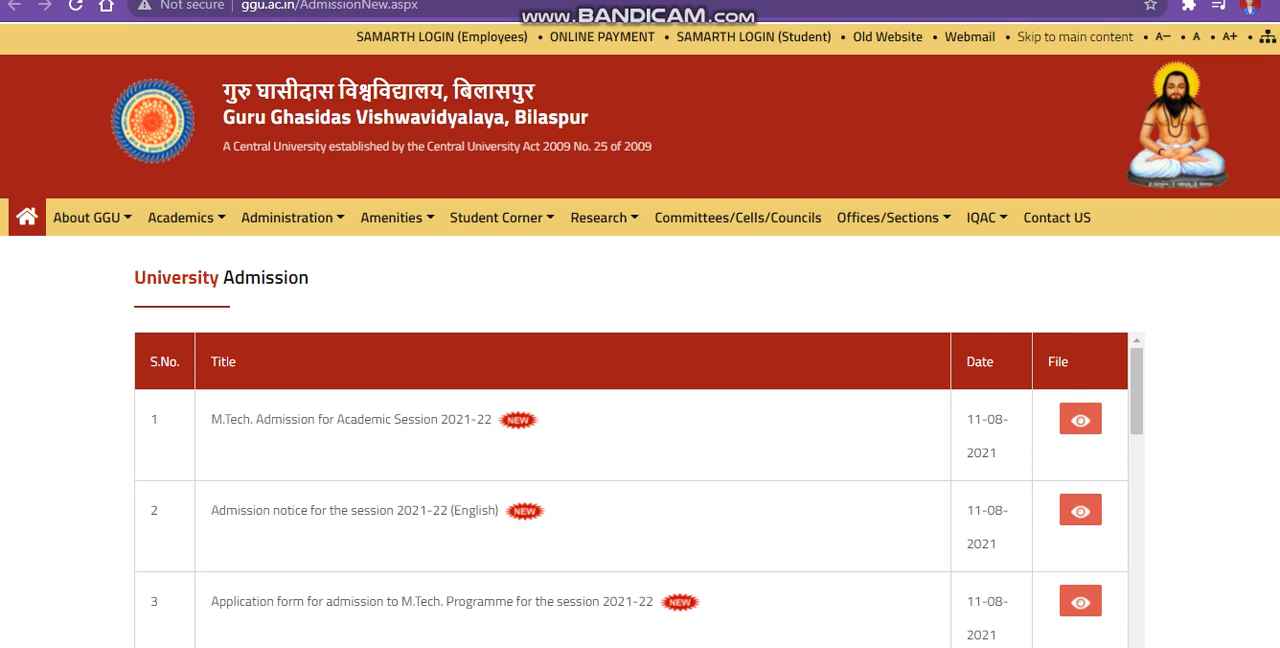 Not secure | ggu.ac.in/AdmissionNew.aspx
www.BANDICAM.com
SAMARTH LOGIN (Employees) • ONLINE PAYMENT • SAMARTH LOGIN (Student) • Old Website • Webmail • Skip to main content • A− • A • A+ •
गुरु घासीदास विश्वविद्यालय, बिलासपुर
Guru Ghasidas Vishwavidyalaya, Bilaspur
A Central University established by the Central University Act 2009 No. 25 of 2009
About GGU Academics Administration Amenities Student Corner Research Committees/Cells/Councils Offices/Sections IQAC Contact US
University Admission
S.No. Title Date File
1 M.Tech. Admission for Academic Session 2021-22 NEW 11-08-
2021
2 Admission notice for the session 2021-22 (English) NEW 11-08-
2021
3 Application form for admission to M.Tech. Programme for the session 2021-22 NEW 11-08-
2021